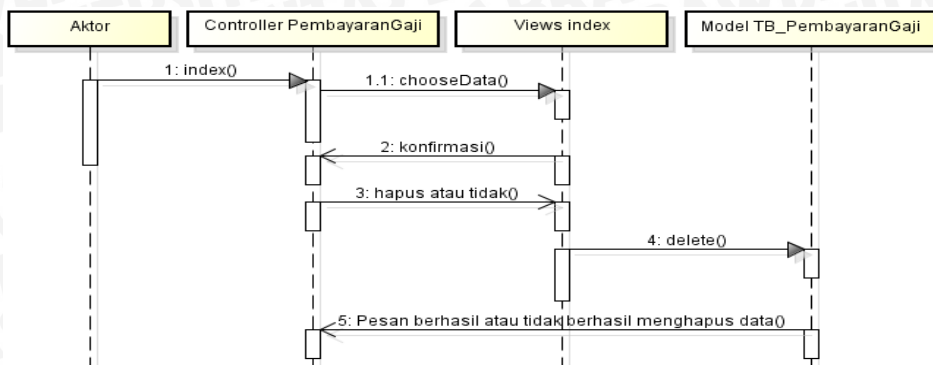 Aktor
Controller PembayaranGaji
Views index
Model TB_PembayaranGaji
1: index()
1.1: chooseData()
2: konfirmasi()
3: hapus atau tidak()
4: delete()
5: Pesan berhasil atau tidak berhasil menghapus data()